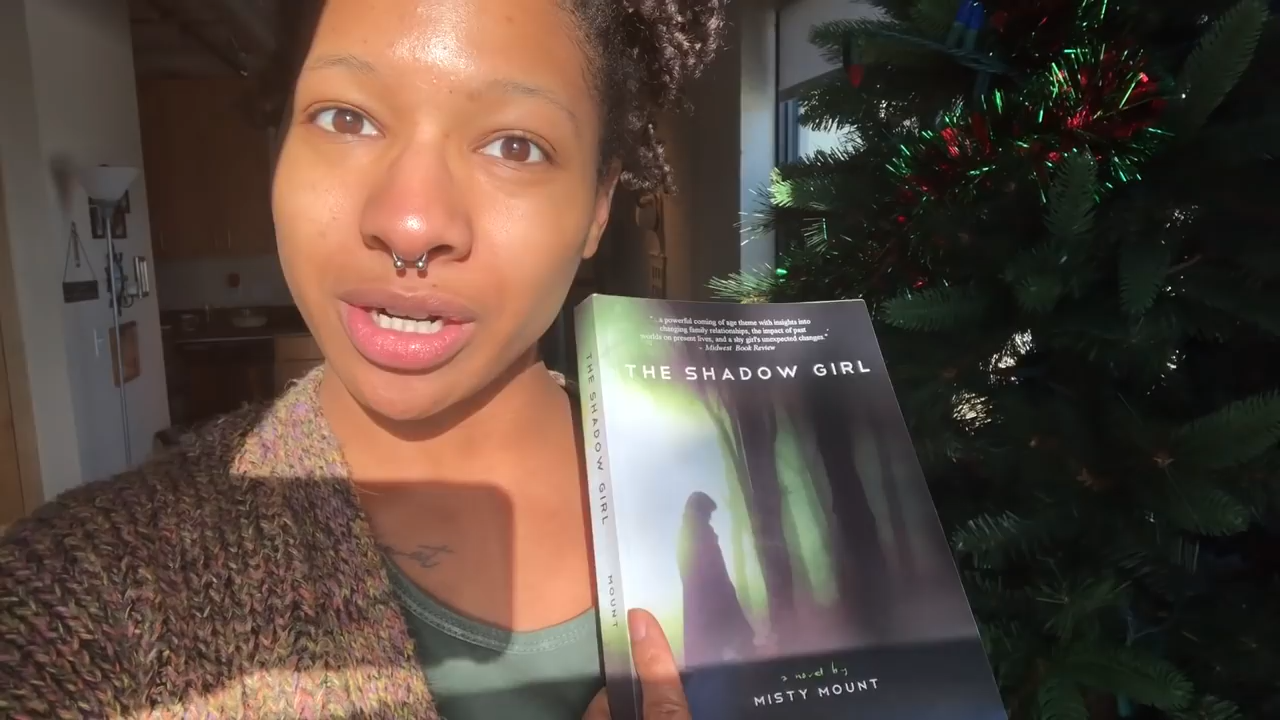 "...a powerful coming of age theme with insights into
changing family relationships, the impact of past
worlds on present lives, and a shy girl's unexpected changes."
- Midwest Book Review
THE SHADOW GIRL
a novel by
MISTY MOUNT
THE SHADOW GIRL
MOUNT